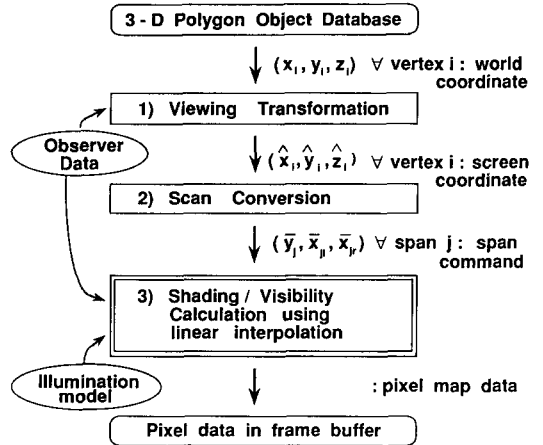 3 - D Polygon Object Database
(x_i, y_i, z_i) ∀ vertex i : world
coordinate
1) Viewing Transformation
Observer
Data
(x̂_i, ŷ_i, ẑ_i) ∀ vertex i : screen
coordinate
2) Scan Conversion
(ȳ_j, x̄_jl, x̄_jr) ∀ span j : span
command
3) Shading / Visibility
Calculation using
linear interpolation
Illumination
model
: pixel map data
Pixel data in frame buffer